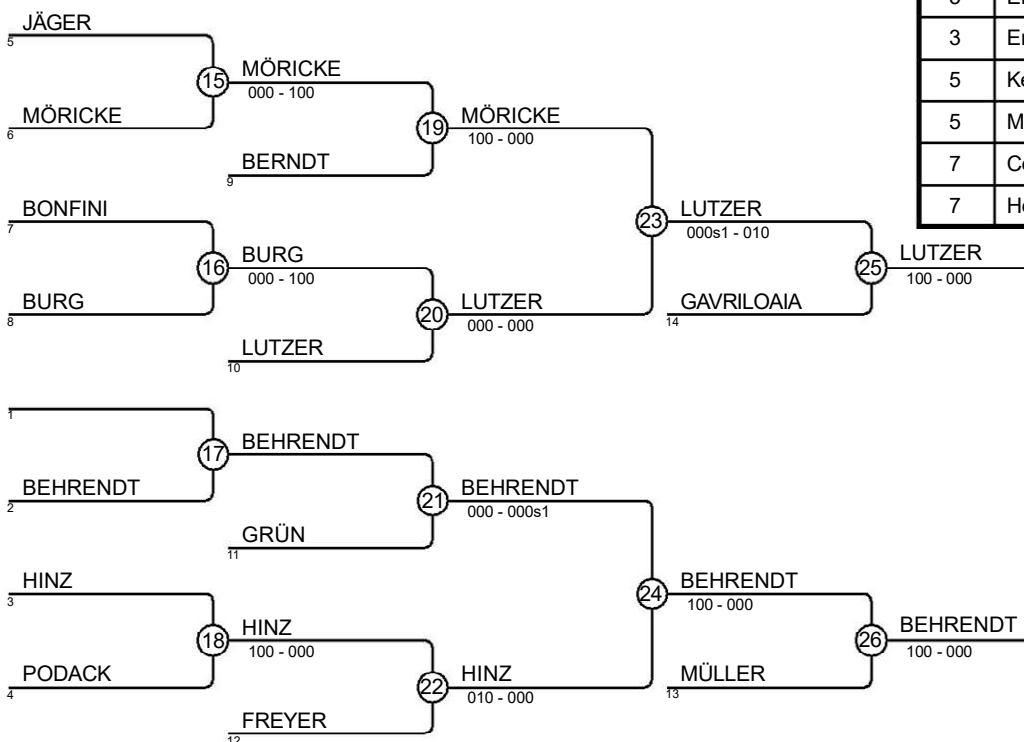 JÄGER
5
15
MÖRICKE
000 - 100
MÖRICKE
6
19
MÖRICKE
100 - 000
BERNDT
9
BONFINI
7
16
BURG
000 - 100
BURG
8
20
LUTZER
000 - 000
LUTZER
10
23
LUTZER
000s1 - 010
25
LUTZER
100 - 000
GAVRILOAIA
14
1
17
BEHRENDT
BEHRENDT
2
21
BEHRENDT
000 - 000s1
GRÜN
11
HINZ
3
18
HINZ
100 - 000
PODACK
4
22
HINZ
010 - 000
FREYER
12
24
BEHRENDT
100 - 000
26
BEHRENDT
100 - 000
MÜLLER
13
3
5
5
7
7